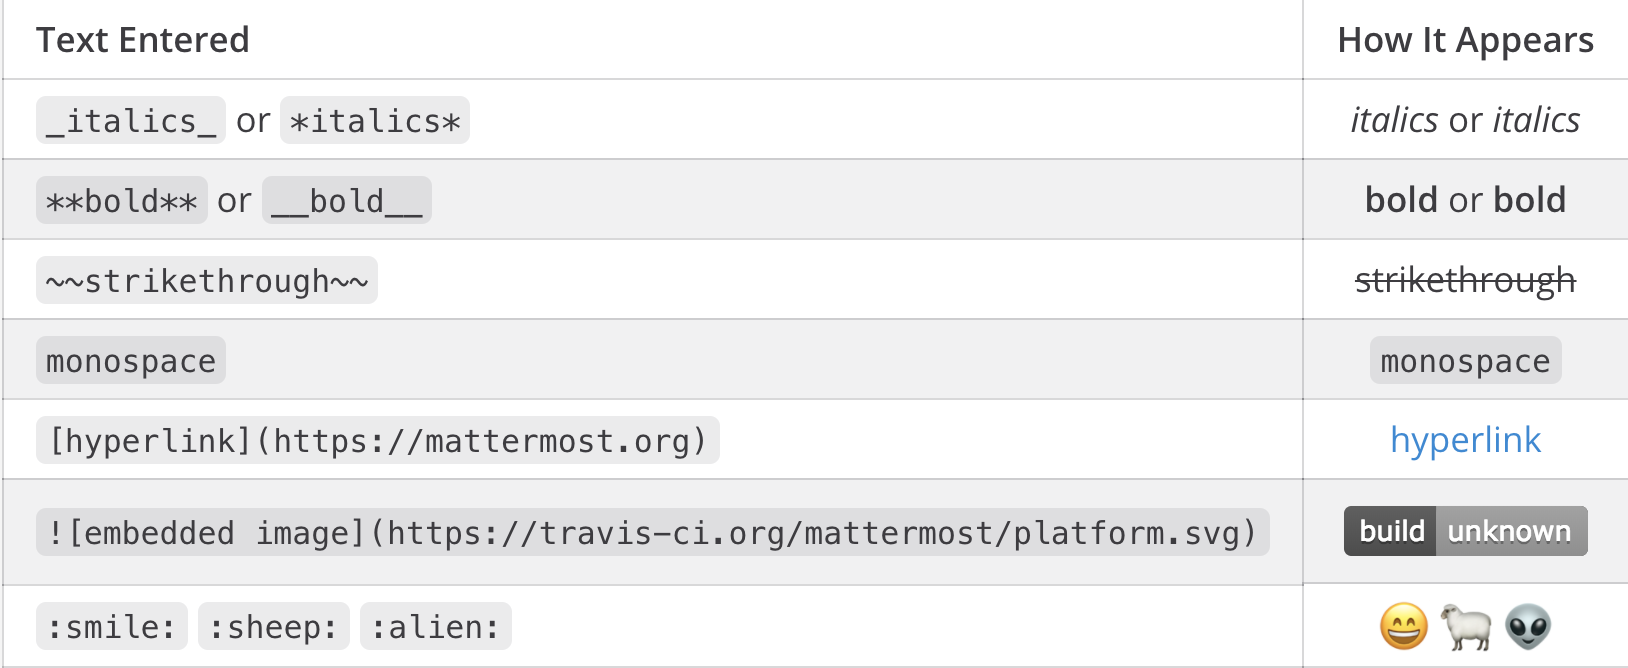 Text Entered How It Appears
_italics_ or *italics* italics or italics
**bold** or __bold__ bold or bold
~~strikethrough~~ strikethrough
monospace monospace
[hyperlink](https://mattermost.org) hyperlink
![embedded image](https://travis-ci.org/mattermost/platform.svg) build unknown
:smile: :sheep: :alien: 😄 🐑 👽